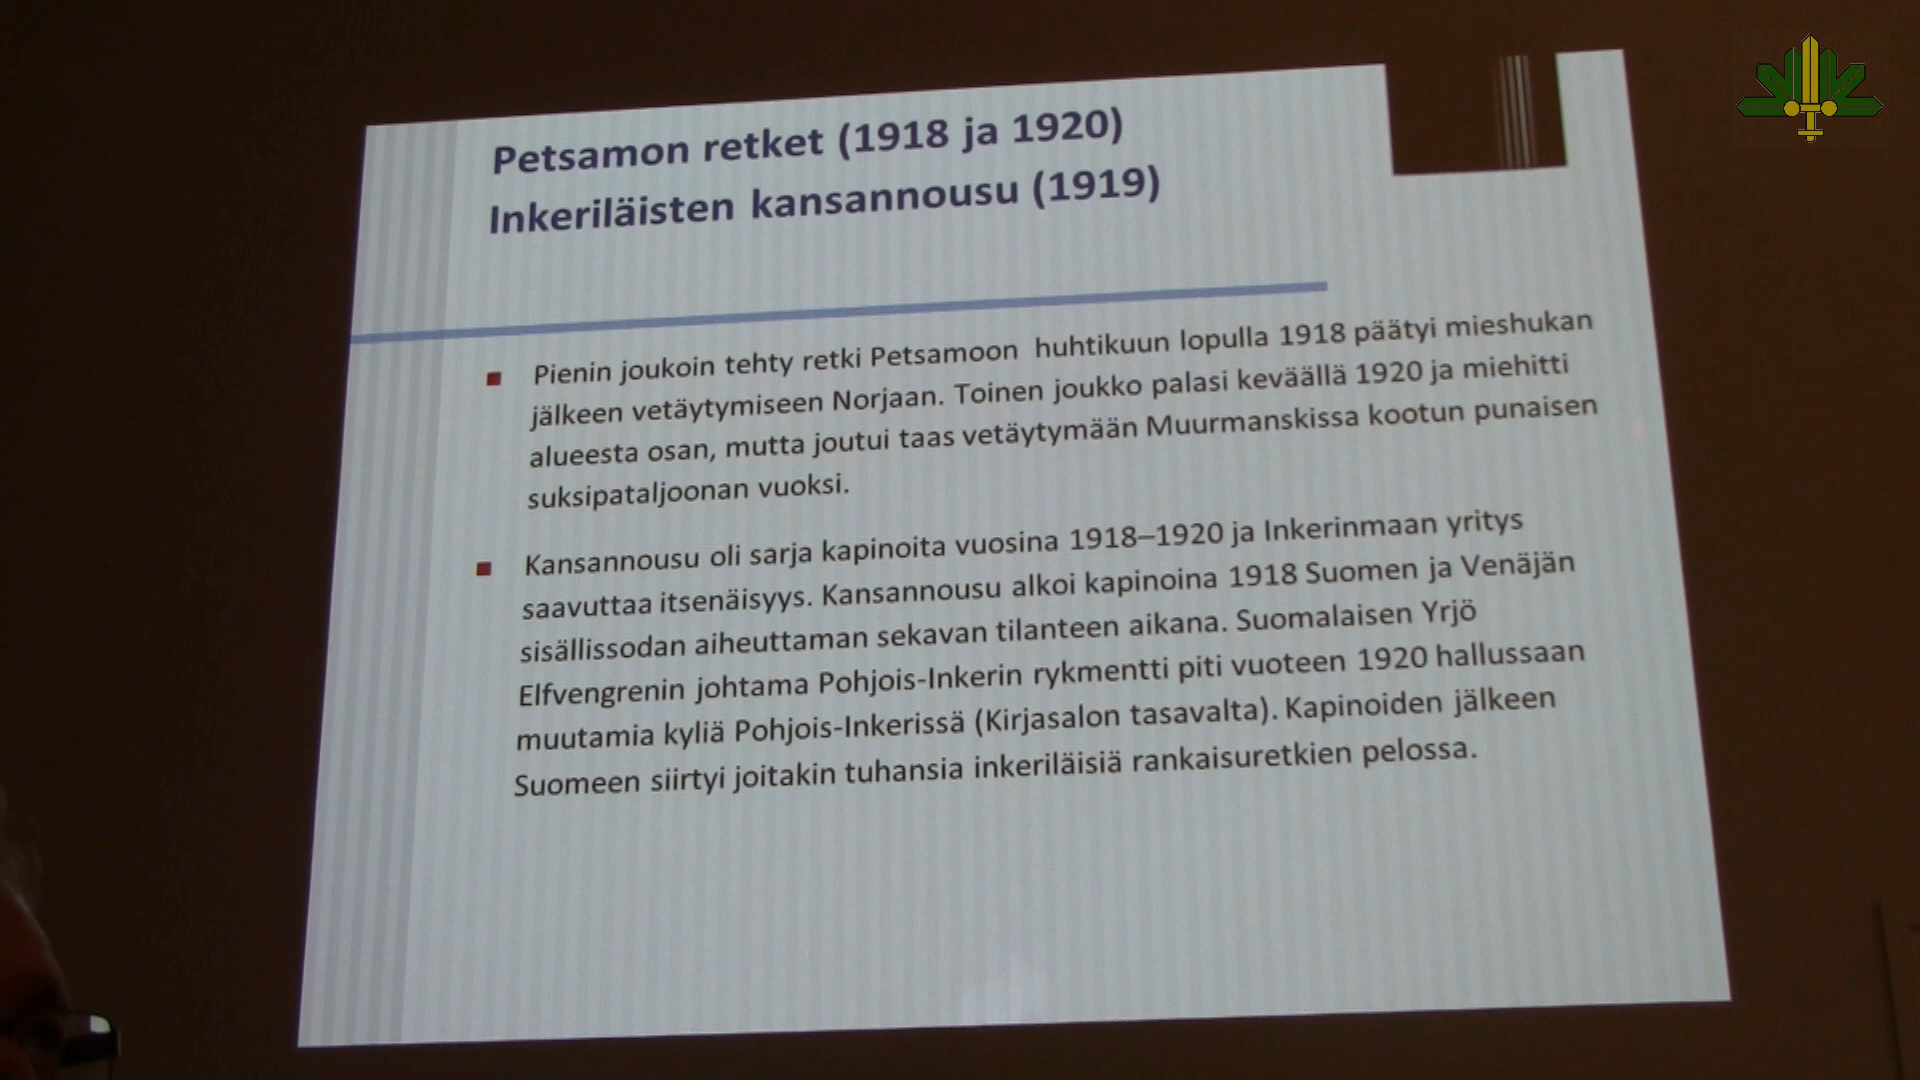 Petsamon retket (1918 ja 1920)
Inkeriläisten kansannousu (1919)
Pienin joukoin tehty retki Petsamoon huhtikuun lopulla 1918 päätyi mieshukan
jälkeen vetäytymiseen Norjaan. Toinen joukko palasi keväällä 1920 ja miehitti
alueesta osan, mutta joutui taas vetäytymään Muurmanskissa kootun punaisen
suksipataljoonan vuoksi.
Kansannousu oli sarja kapinoita vuosina 1918–1920 ja Inkerinmaan yritys
saavuttaa itsenäisyys. Kansannousu alkoi kapinoina 1918 Suomen ja Venäjän
sisällissodan aiheuttaman sekavan tilanteen aikana. Suomalaisen Yrjö
Elfvengrenin johtama Pohjois-Inkerin rykmentti piti vuoteen 1920 hallussaan
muutamia kyliä Pohjois-Inkerissä (Kirjasalon tasavalta). Kapinoiden jälkeen
Suomeen siirtyi joitakin tuhansia inkeriläisiä rankaisuretkien pelossa.